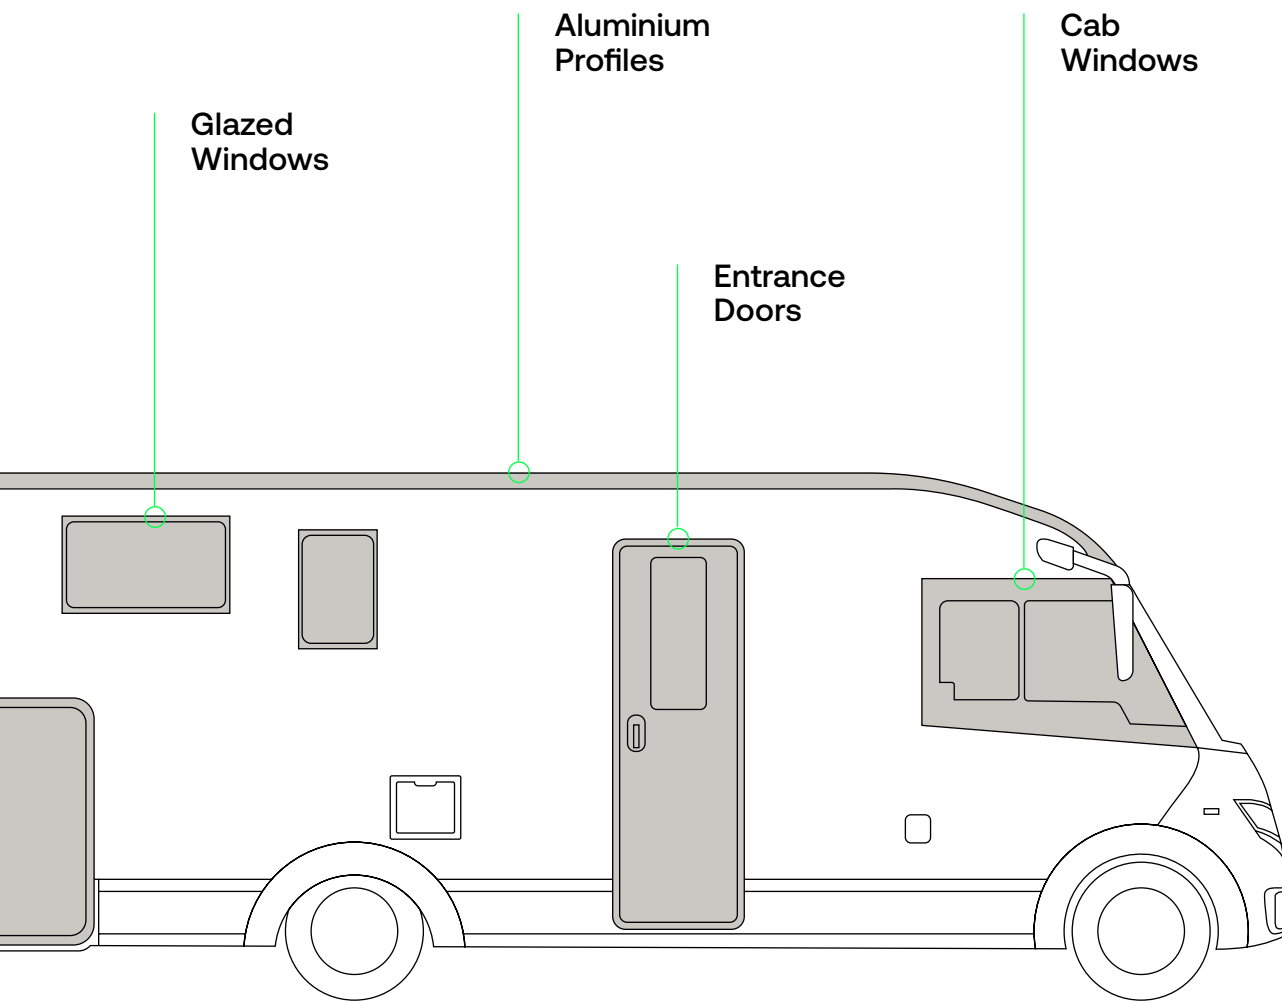 Aluminium
Profiles
Cab
Windows
Glazed
Windows
Entrance
Doors